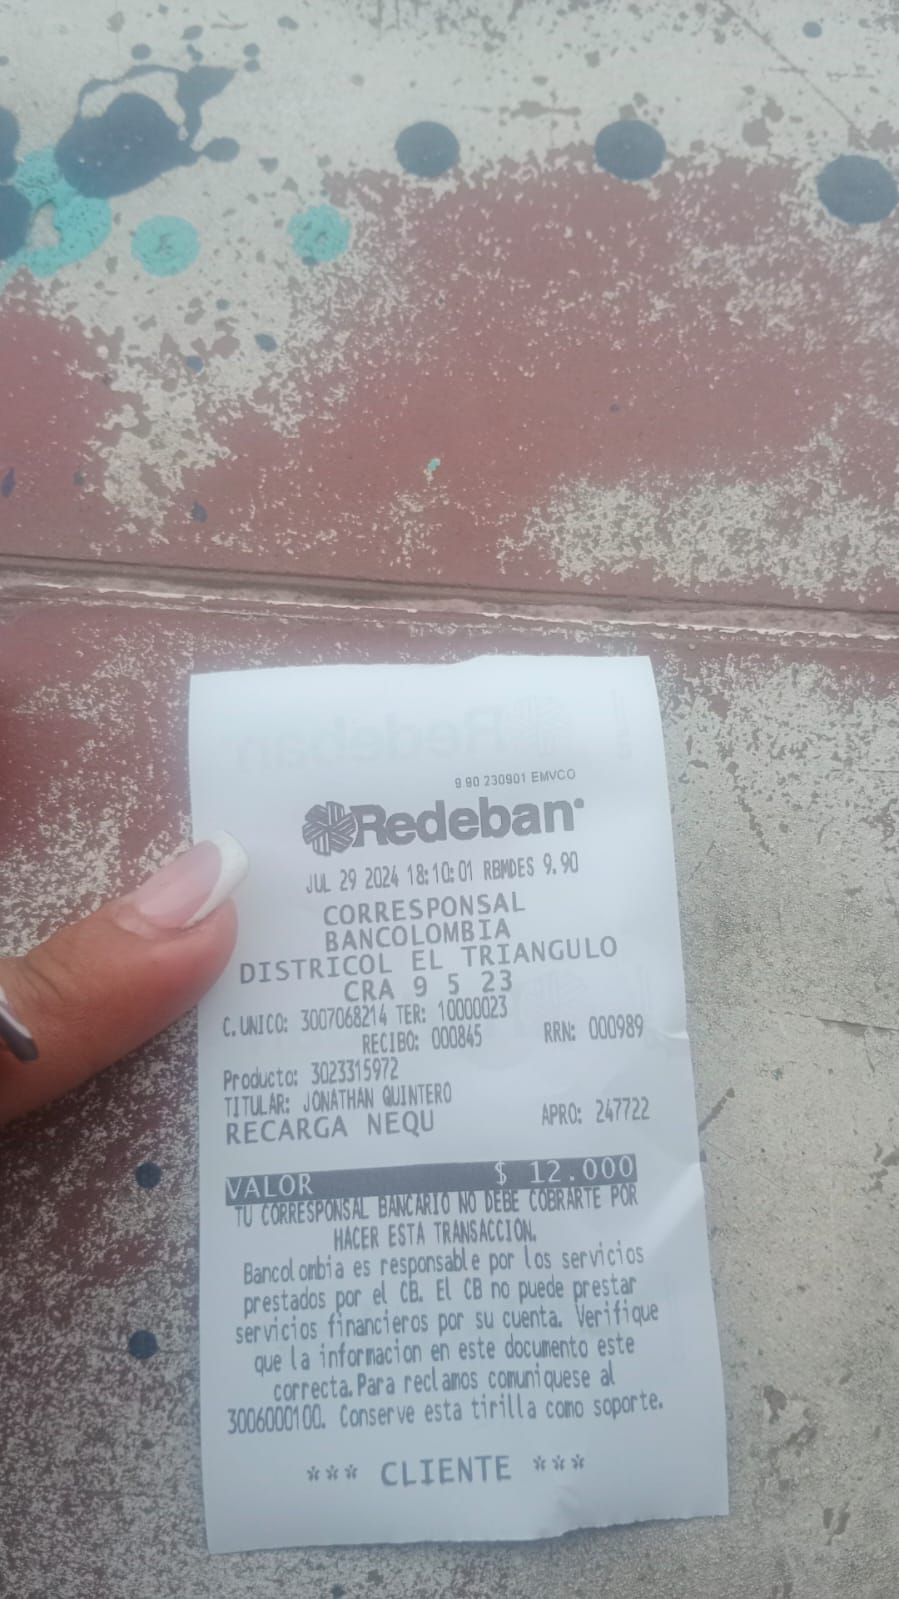 9.90 230901 EMVCO
Redeban
JUL 29 2024 18:10:01 RBMDES 9.90
CORRESPONSAL
BANCOLOMBIA
DISTRICOL EL TRIANGULO
CRA 9 5 23
C.UNICO: 3007068214 TER: 10000023
RECIBO: 000845 RRN: 000989
Producto: 3023315972
TITULAR: JONATHAN QUINTERO
RECARGA NEQU APRO: 247722
VALOR $ 12.000
TU CORRESPONSAL BANCARIO NO DEBE COBRARTE POR
HACER ESTA TRANSACCION.
Bancolombia es responsable por los servicios
prestados por el CB. El CB no puede prestar
servicios financieros por su cuenta. Verifique
que la informacion en este documento este
correcta.Para reclamos comuniquese al
3006000100. Conserve esta tirilla como soporte.
*** CLIENTE ***